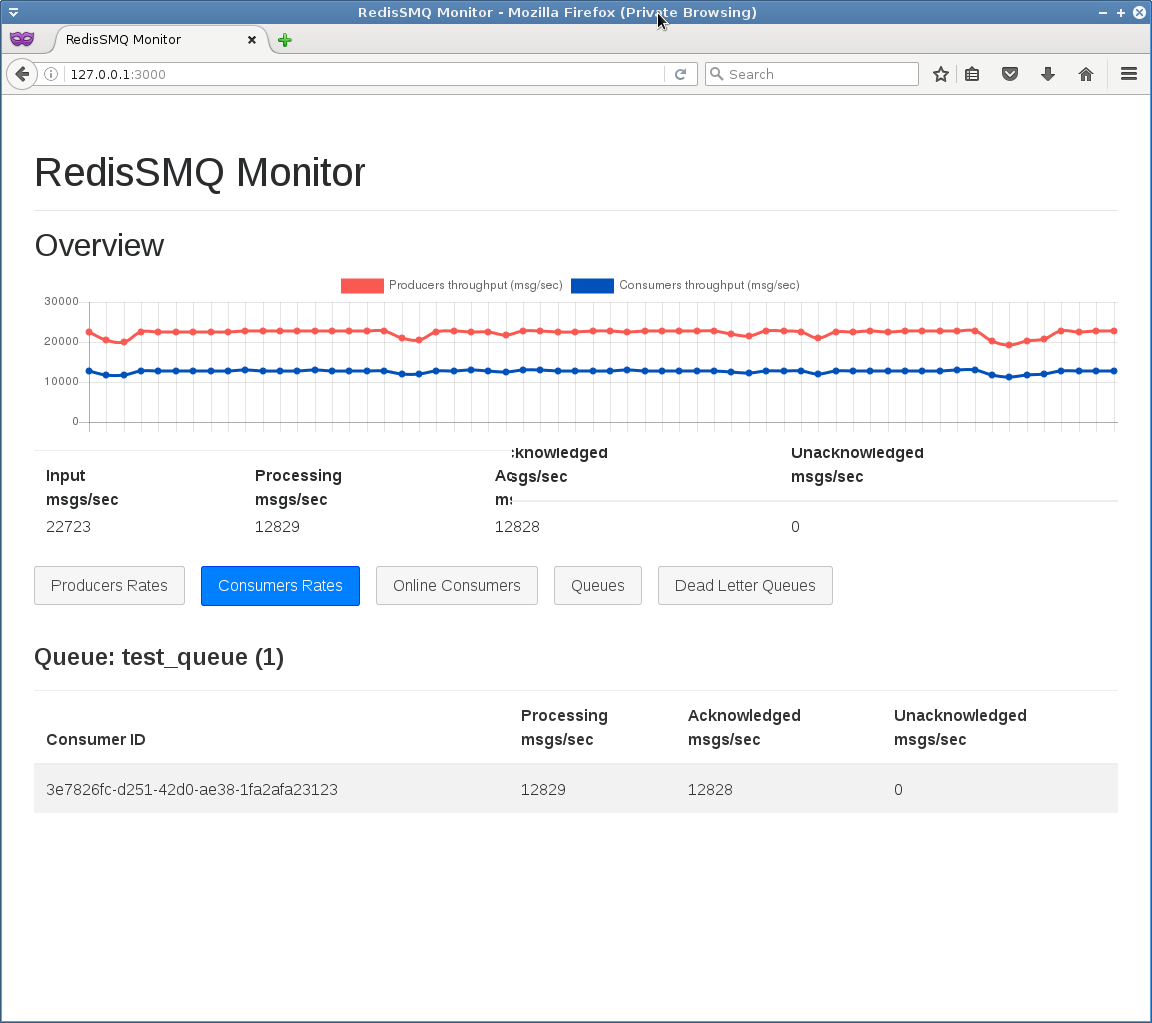 RedisSMQ Monitor - Mozilla Firefox (Private Browsing)
RedisSMQ Monitor
127.0.0.1:3000
Search
RedisSMQ Monitor
Overview
Producers throughput (msg/sec) Consumers throughput (msg/sec)
30000
20000
10000
0
Input Processing Acknowledged Unacknowledged
msgs/sec msgs/sec msgs/sec msgs/sec
22723 12829 12828 0
Producers Rates Consumers Rates Online Consumers Queues Dead Letter Queues
Queue: test_queue (1)
Processing Acknowledged Unacknowledged
Consumer ID msgs/sec msgs/sec msgs/sec
3e7826fc-d251-42d0-ae38-1fa2afa23123 12829 12828 0